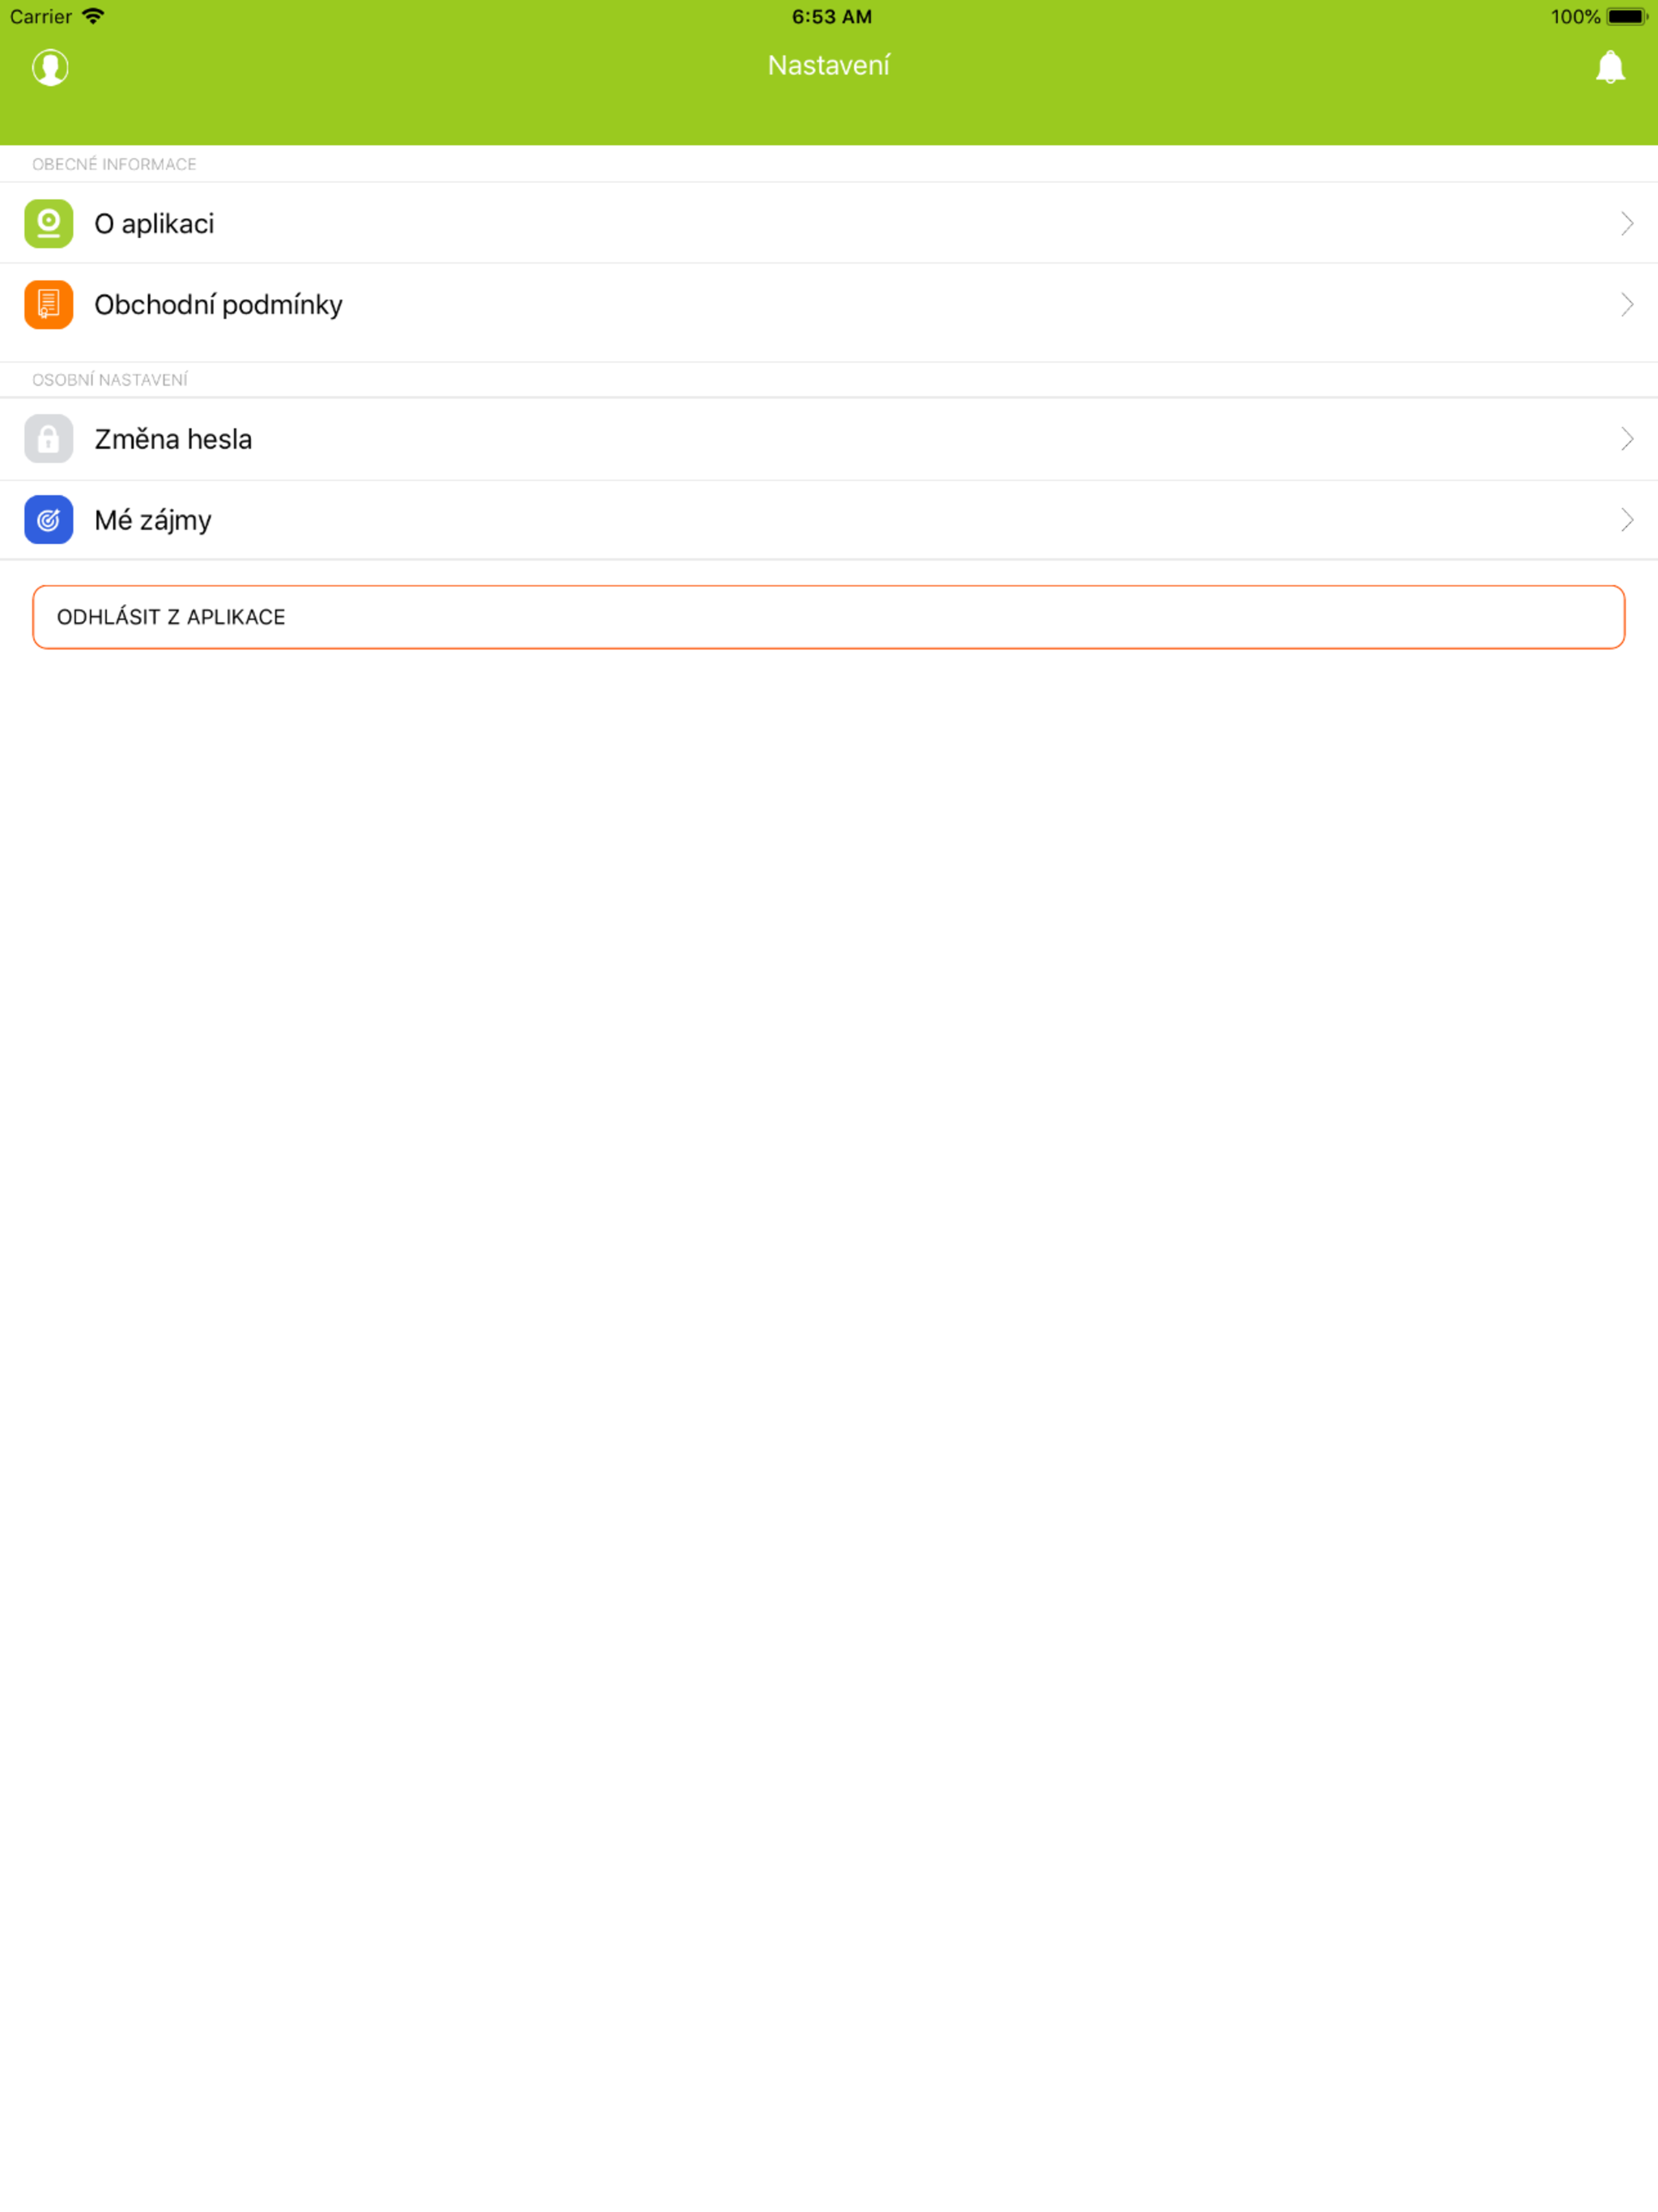 Carrier 6:53 AM 100%
Nastavení
OBECNÉ INFORMACE
O aplikaci
Obchodní podmínky
OSOBNÍ NASTAVENÍ
Změna hesla
Mé zájmy
ODHLÁSIT Z APLIKACE